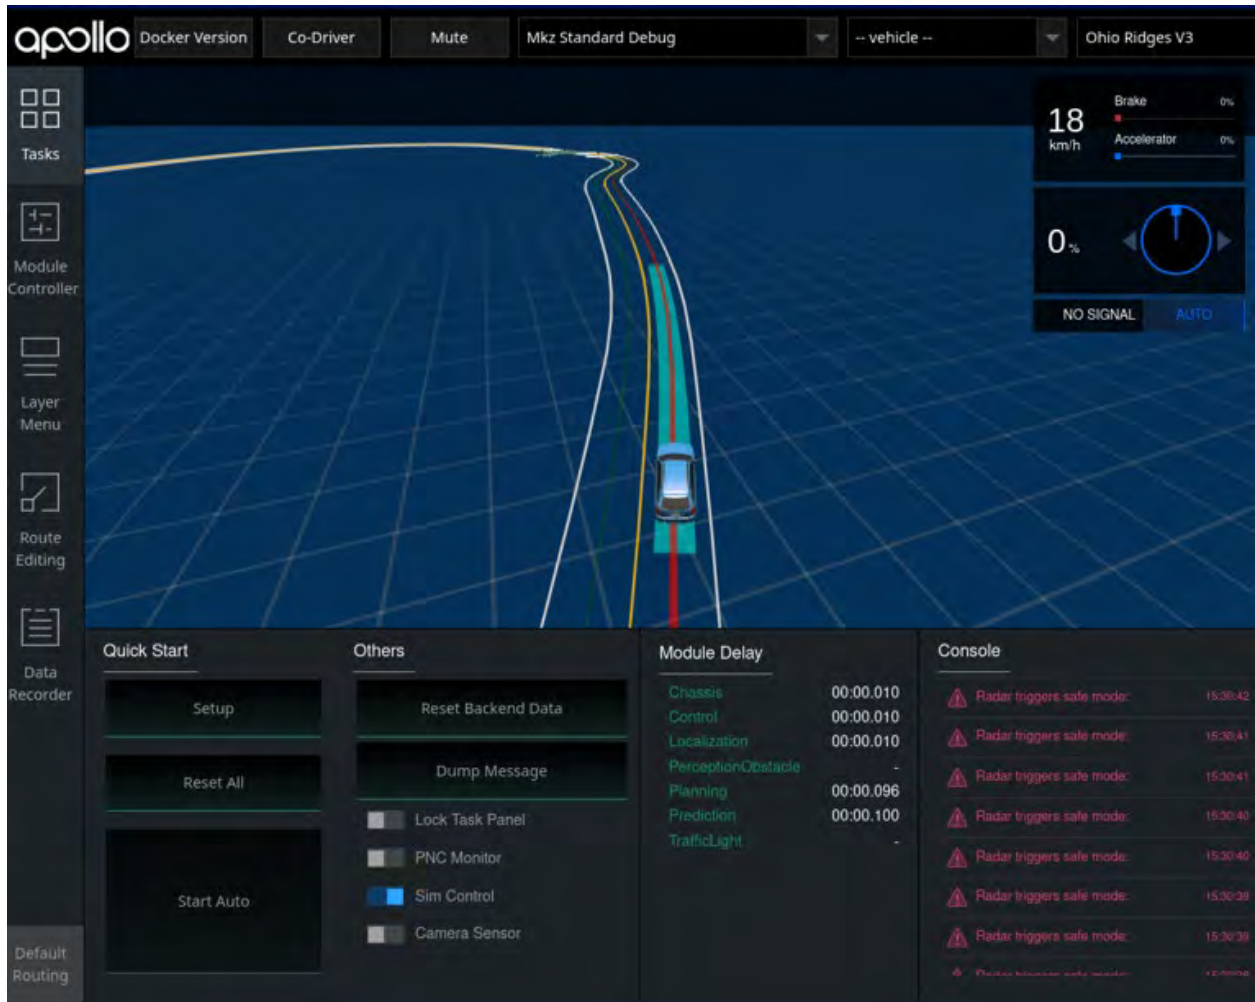 apollo
Docker Version
Co-Driver
Mute
Mkz Standard Debug
-- vehicle --
Ohio Ridges V3
Tasks
Module
Controller
Layer
Menu
Route
Editing
Data
Recorder
Default
Routing
18
km/h
Brake 0%
Accelerator 0%
0 %
NO SIGNAL
AUTO
Quick Start
Setup
Reset All
Start Auto
Others
Reset Backend Data
Dump Message
Lock Task Panel
PNC Monitor
Sim Control
Camera Sensor
Module Delay
Chassis 00:00.010
Control 00:00.010
Localization 00:00.010
PerceptionObstacle -
Planning 00:00.096
Prediction 00:00.100
TrafficLight -
Console
Radar triggers safe mode: 15:30:42
Radar triggers safe mode: 15:30:41
Radar triggers safe mode: 15:30:41
Radar triggers safe mode: 15:30:40
Radar triggers safe mode: 15:30:40
Radar triggers safe mode: 15:30:39
Radar triggers safe mode: 15:30:39